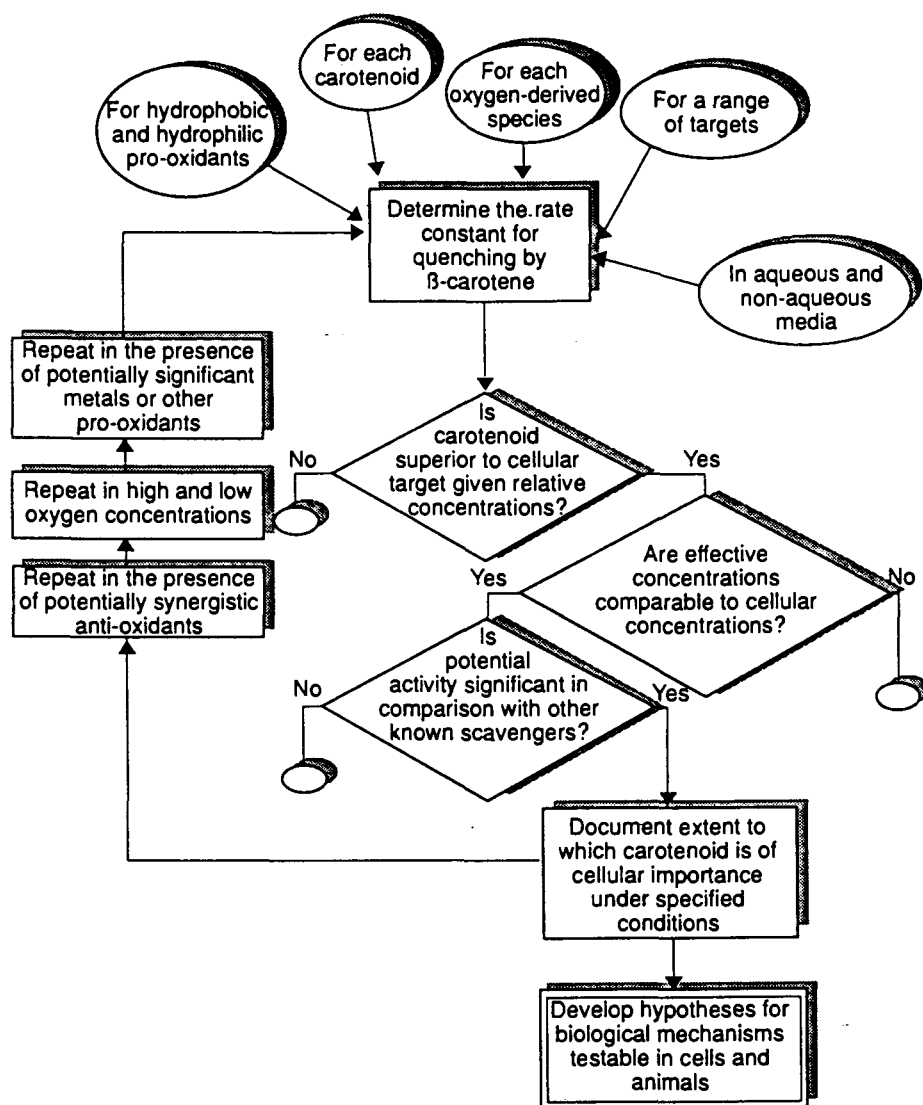 For each
carotenoid
For each
oxygen-derived
species
For hydrophobic
and hydrophilic
pro-oxidants
For a range
of targets
Determine the rate
constant for
quenching by
ß-carotene
In aqueous and
non-aqueous
media
Repeat in the presence
of potentially significant
metals or other
pro-oxidants
Is
carotenoid
superior to cellular
target given relative
concentrations?
No
Yes
Repeat in high and low
oxygen concentrations
Are effective
concentrations
comparable to cellular
concentrations?
Yes
No
Repeat in the presence
of potentially synergistic
anti-oxidants
Is
potential
activity significant in
comparison with other
known scavengers?
No
Yes
Document extent to
which carotenoid is of
cellular importance
under specified
conditions
Develop hypotheses for
biological mechanisms
testable in cells and
animals